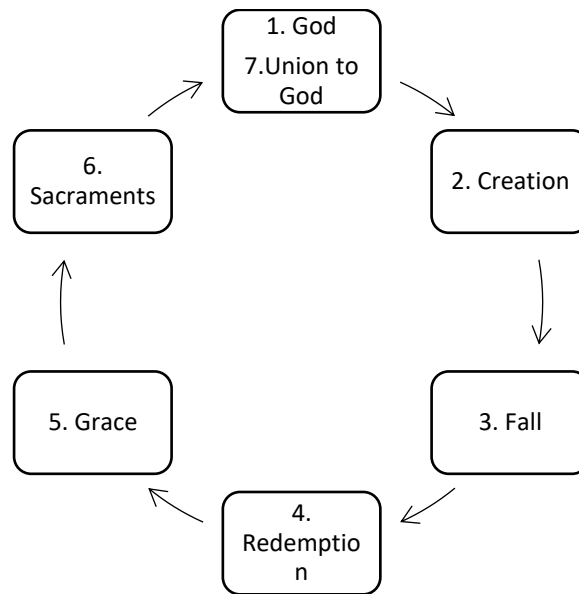 1. God
7.Union to
God
2. Creation
3. Fall
4.
Redemptio
n
5. Grace
6.
Sacraments